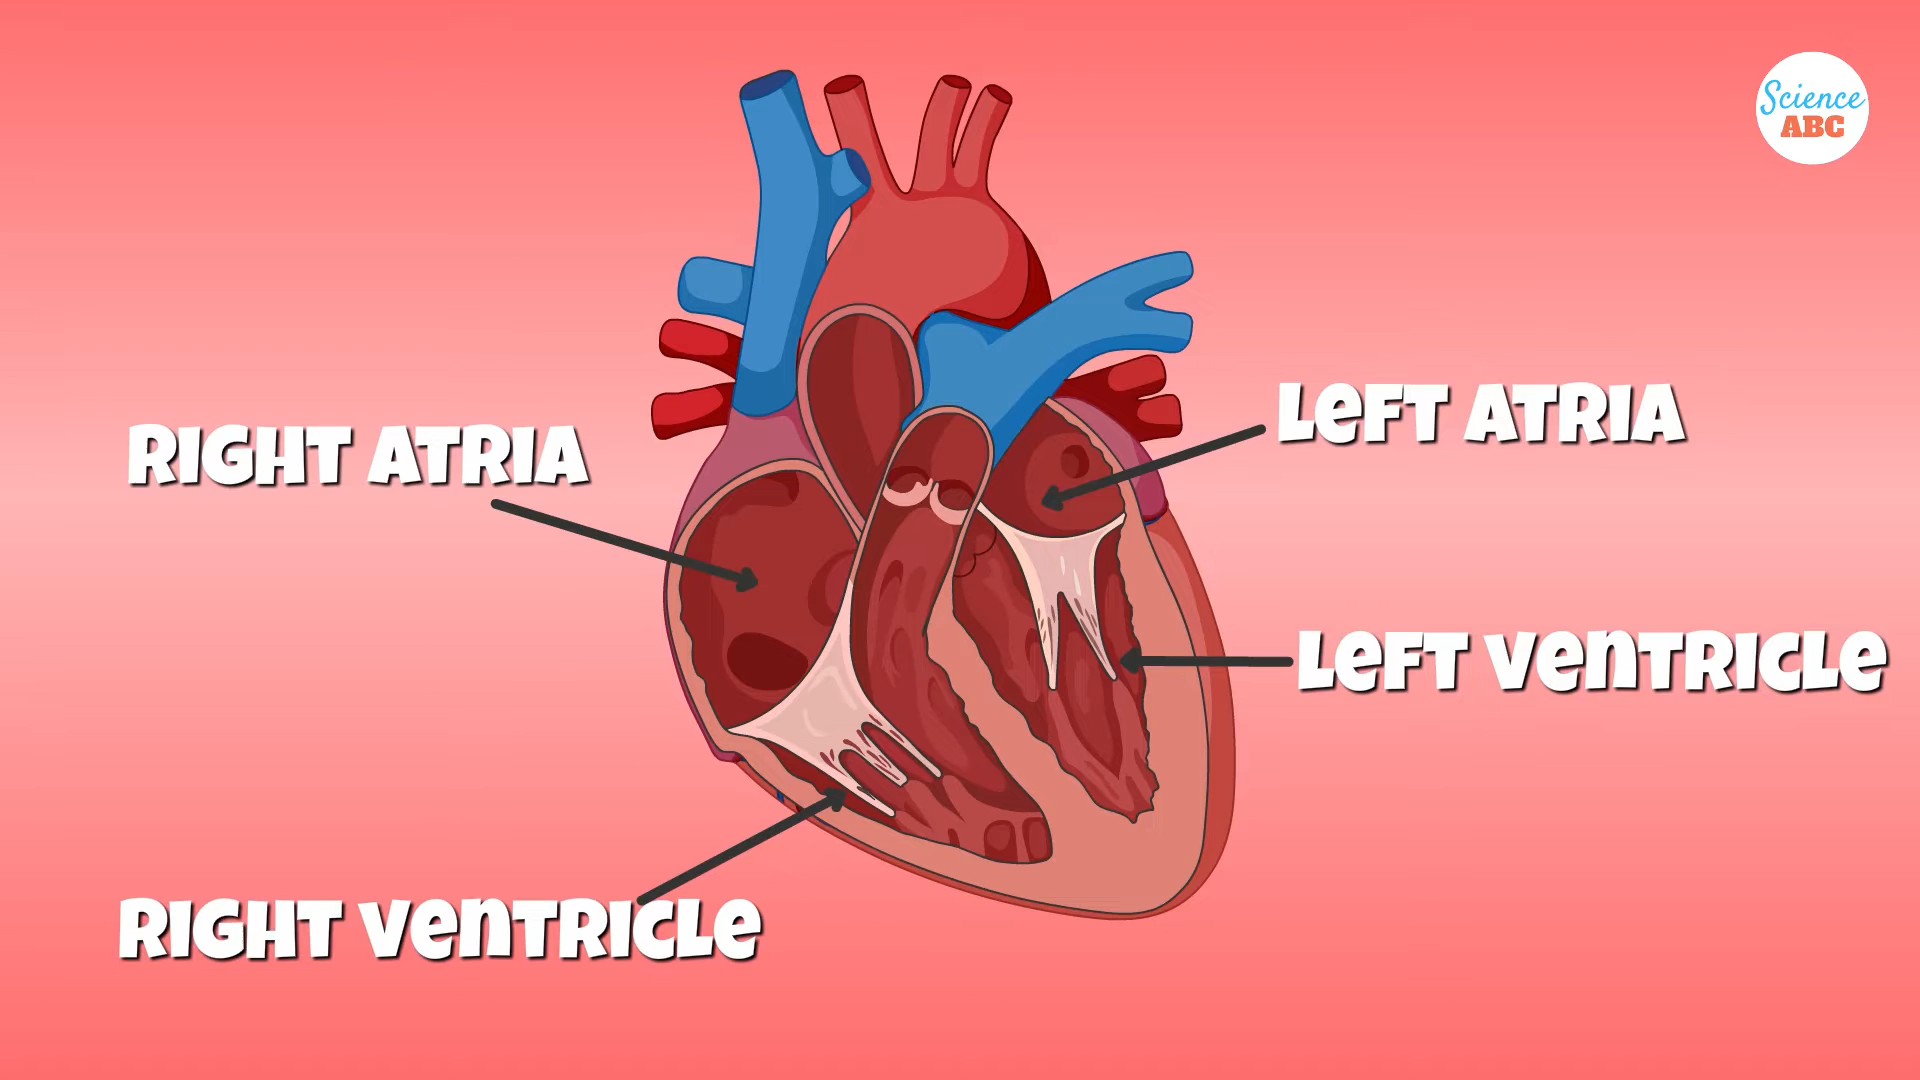 Science
ABC
LEFT ATRIA
RIGHT ATRIA
LEFT VENTRICLE
RIGHT VENTRICLE